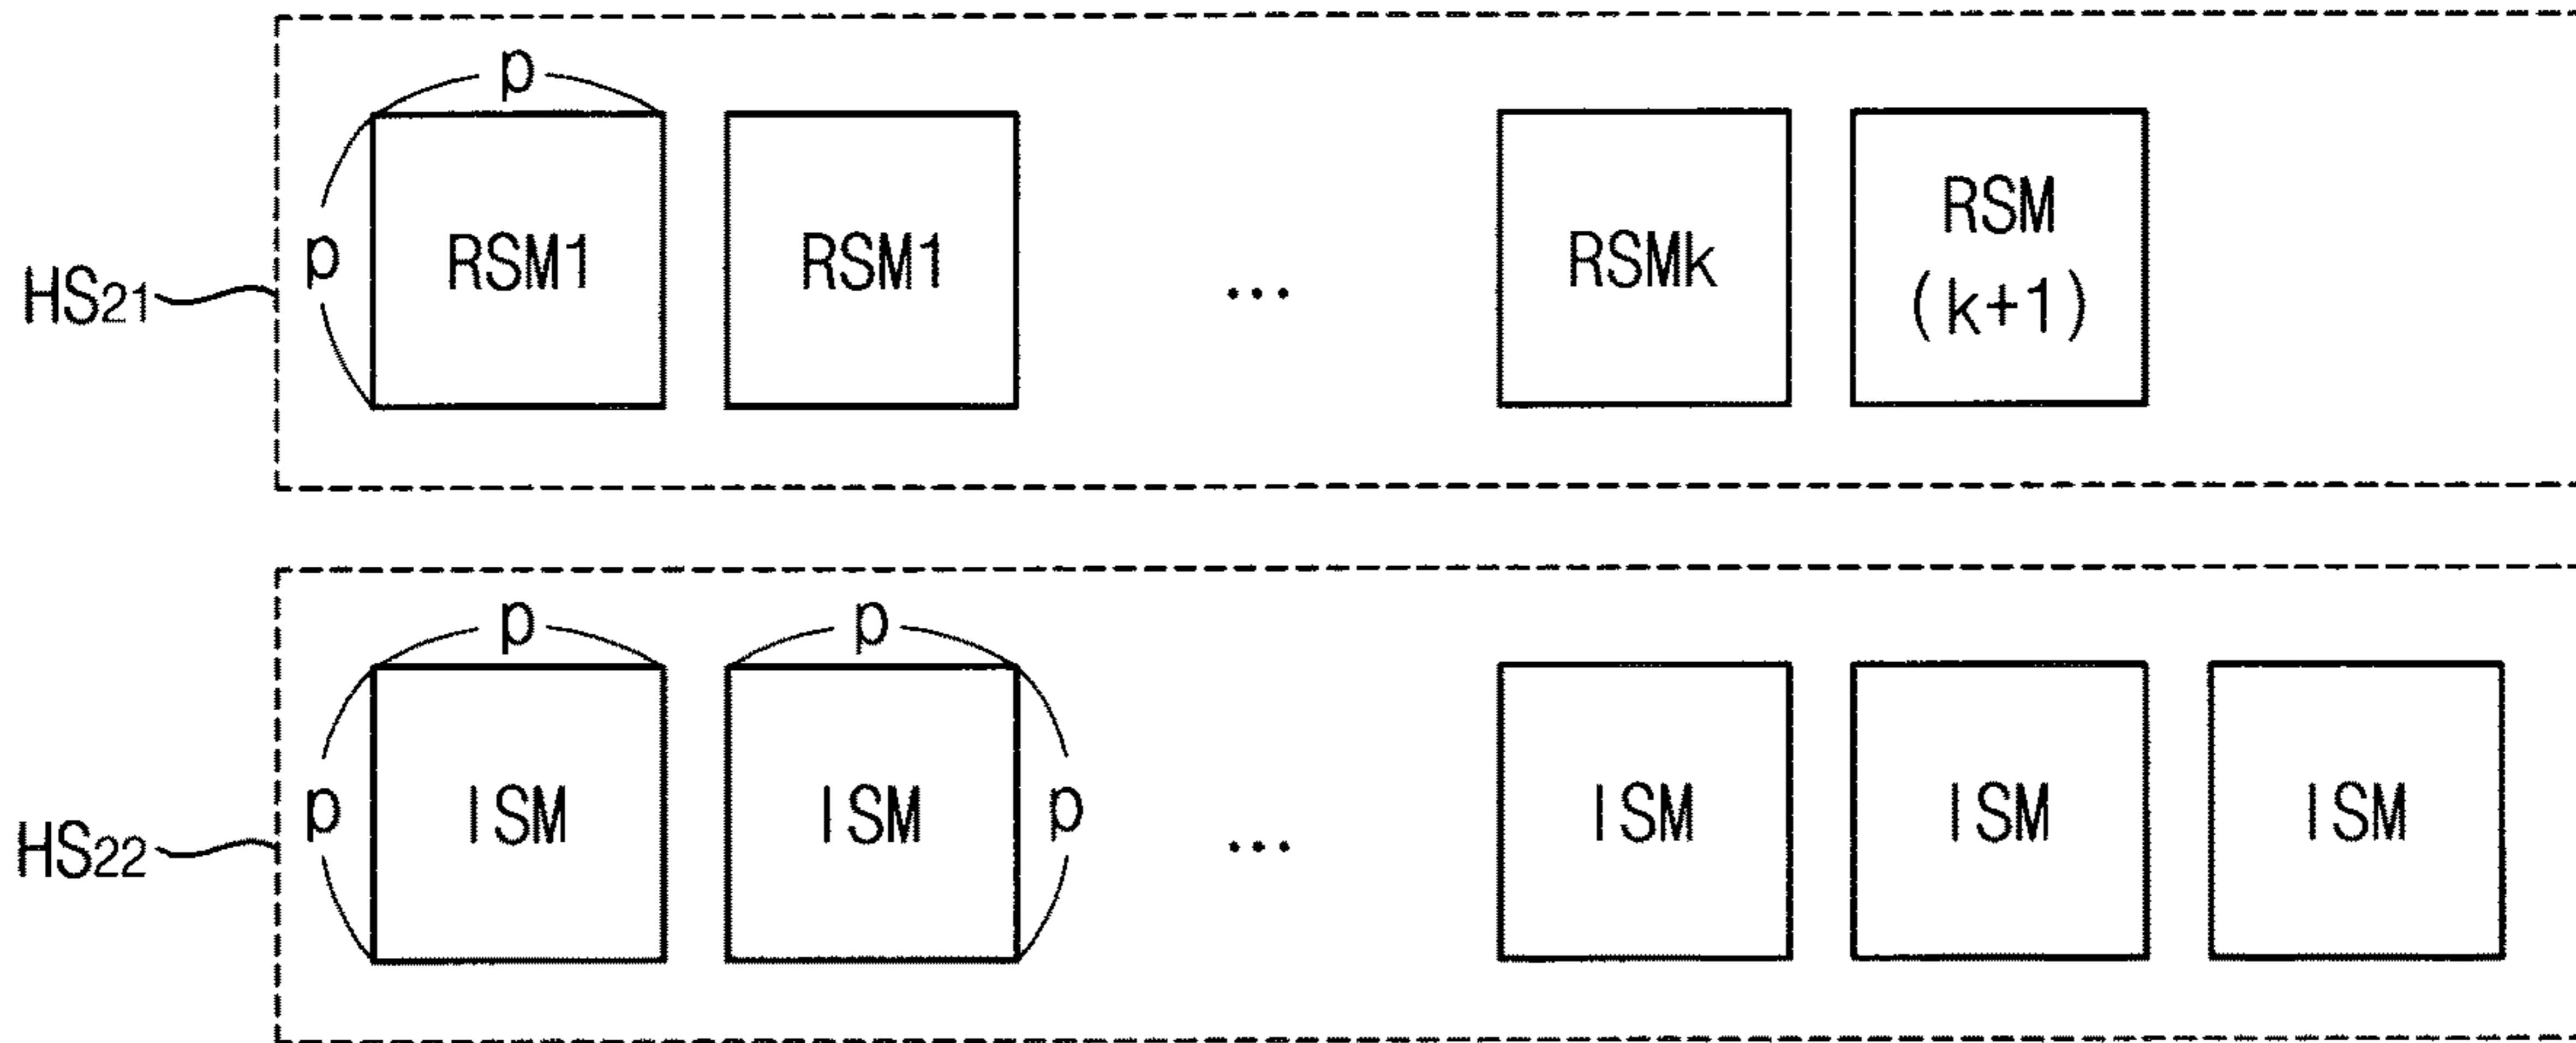 p
RSM1 RSM1 ... RSMk RSM (k+1)
p
HS21
p p
ISM ISM ... ISM ISM ISM
p p
HS22